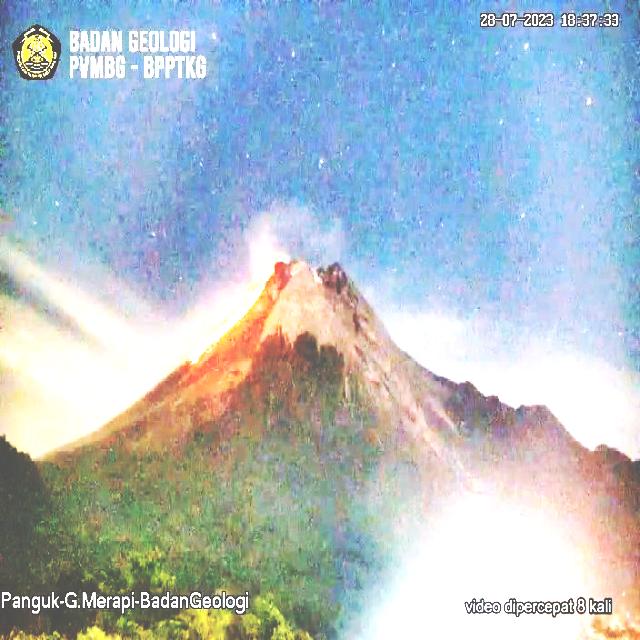 BADAN GEOLOGI
PVMBG - BPPTKG
28-07-2023 18:37:33
Panguk-G.Merapi-BadanGeologi
video dipercepat 8 kali